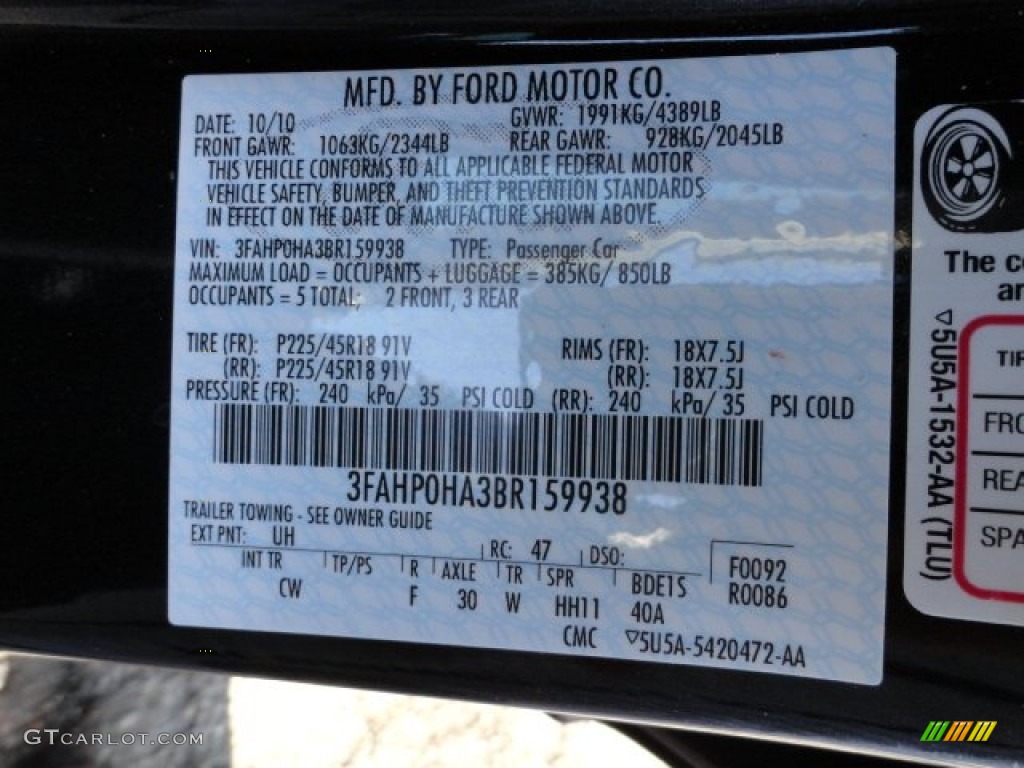 MFD. BY FORD MOTOR CO.
DATE: 10/10 GVWR: 1991KG/4389LB
FRONT GAWR: 1063KG/2344LB REAR GAWR: 928KG/2045LB
THIS VEHICLE CONFORMS TO ALL APPLICABLE FEDERAL MOTOR
VEHICLE SAFETY, BUMPER, AND THEFT PREVENTION STANDARDS
IN EFFECT ON THE DATE OF MANUFACTURE SHOWN ABOVE.
VIN: 3FAHP0HA3BR159938 TYPE: Passenger Car
MAXIMUM LOAD = OCCUPANTS + LUGGAGE = 385KG/ 850LB
OCCUPANTS = 5 TOTAL; 2 FRONT, 3 REAR
TIRE (FR): P225/45R18 91V RIMS (FR): 18X7.5J
(RR): P225/45R18 91V (RR): 18X7.5J
PRESSURE (FR): 240 kPa/ 35 PSI COLD (RR): 240 kPa/ 35 PSI COLD
3FAHP0HA3BR159938
TRAILER TOWING - SEE OWNER GUIDE
EXT PNT: UH RC: 47 DSO:
INT TR TP/PS R AXLE TR SPR BDE1S F0092
CW F 30 W HH11 40A R0086
CMC ▽5U5A-5420472-AA
The co
an
▽5U5A-1532-AA (TLU)
TIR
FRO
REA
SPA
GTCARLOT.COM